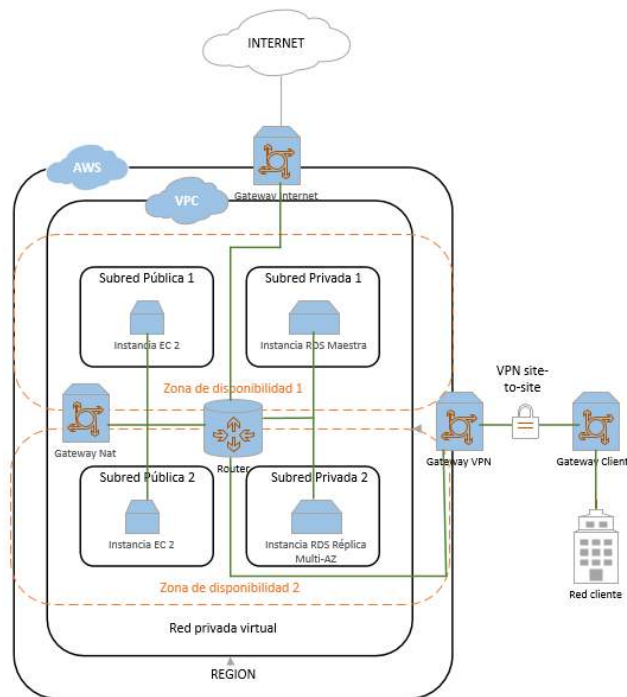 INTERNET
AWS
Gateway Internet
VPC
Subred Pública 1
Subred Privada 1
Instancia EC 2
Instancia RDS Maestra
VPN site-
to-site
Zona de disponibilidad 1
Gateway Nat
Router
Gateway VPN
Gateway Client
Subred Pública 2
Subred Privada 2
Instancia EC 2
Instancia RDS Réplica
Multi-AZ
Zona de disponibilidad 2
Red cliente
Red privada virtual
REGION